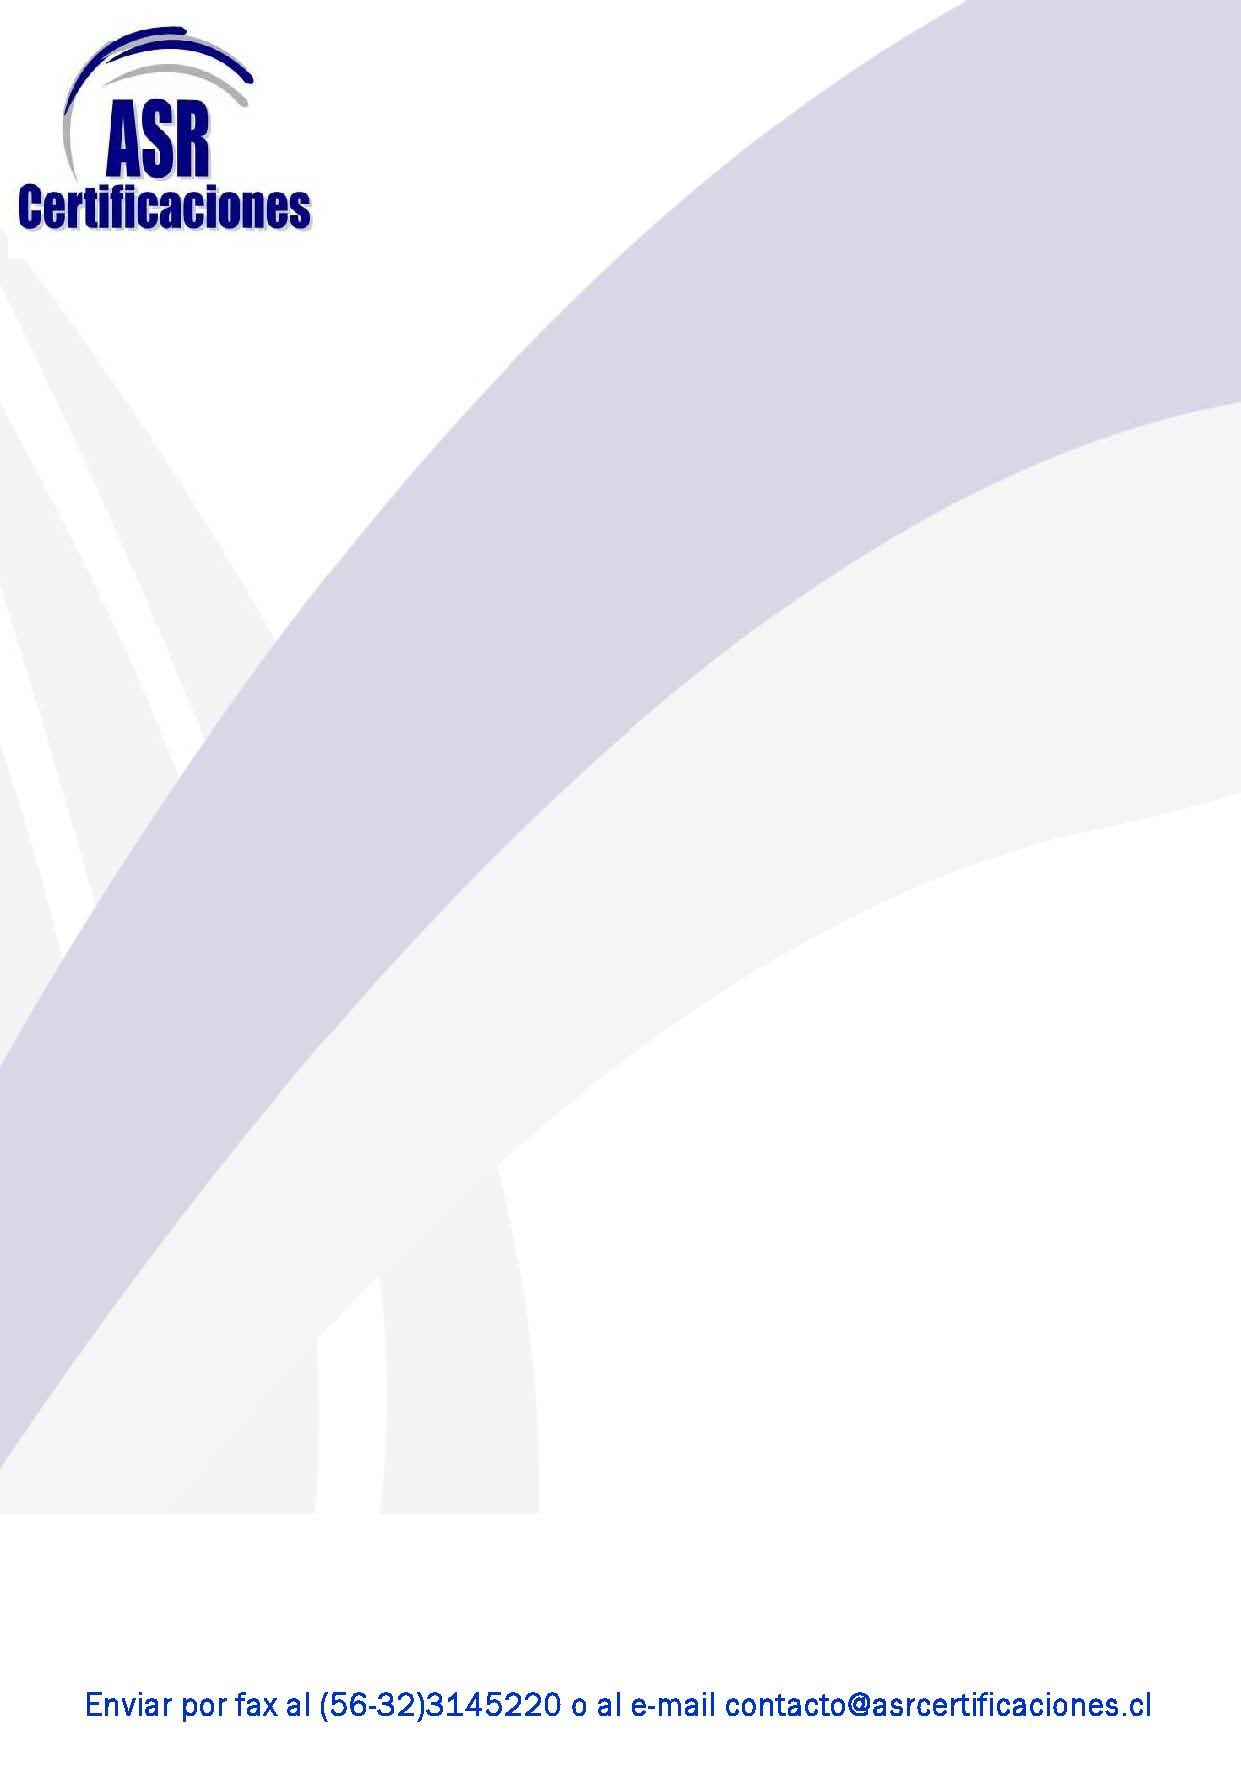 ASR
Certificaciones
Enviar por fax al (56-32)3145220 o al e-mail contacto@asrcertificaciones.cl